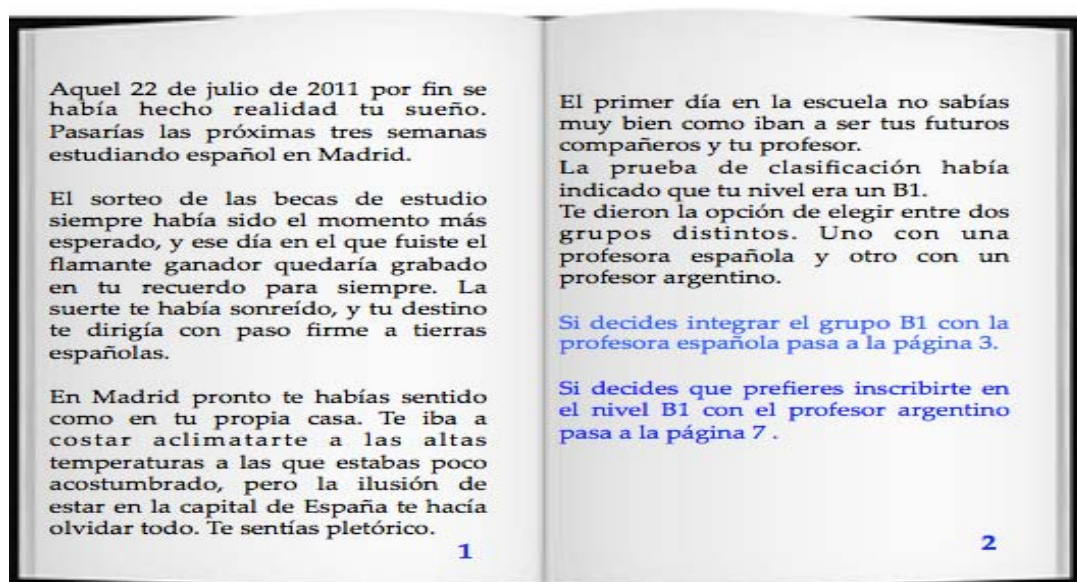 Aquel 22 de julio de 2011 por fin se
había hecho realidad tu sueño.
Pasarías las próximas tres semanas
estudiando español en Madrid.
El sorteo de las becas de estudio
siempre había sido el momento más
esperado, y ese día en el que fuiste el
flamante ganador quedaría grabado
en tu recuerdo para siempre. La
suerte te había sonreído, y tu destino
te dirigía con paso firme a tierras
españolas.
En Madrid pronto te habías sentido
como en tu propia casa. Te iba a
costar aclimatarte a las altas
temperaturas a las que estabas poco
acostumbrado, pero la ilusión de
estar en la capital de España te hacía
olvidar todo. Te sentías pletórico.
1
El primer día en la escuela no sabías
muy bien como iban a ser tus futuros
compañeros y tu profesor.
La prueba de clasificación había
indicado que tu nivel era un B1.
Te dieron la opción de elegir entre dos
grupos distintos. Uno con una
profesora española y otro con un
profesor argentino.
Si decides integrar el grupo B1 con la
profesora española pasa a la página 3.
Si decides que prefieres inscribirte en
el nivel B1 con el profesor argentino
pasa a la página 7 .
2